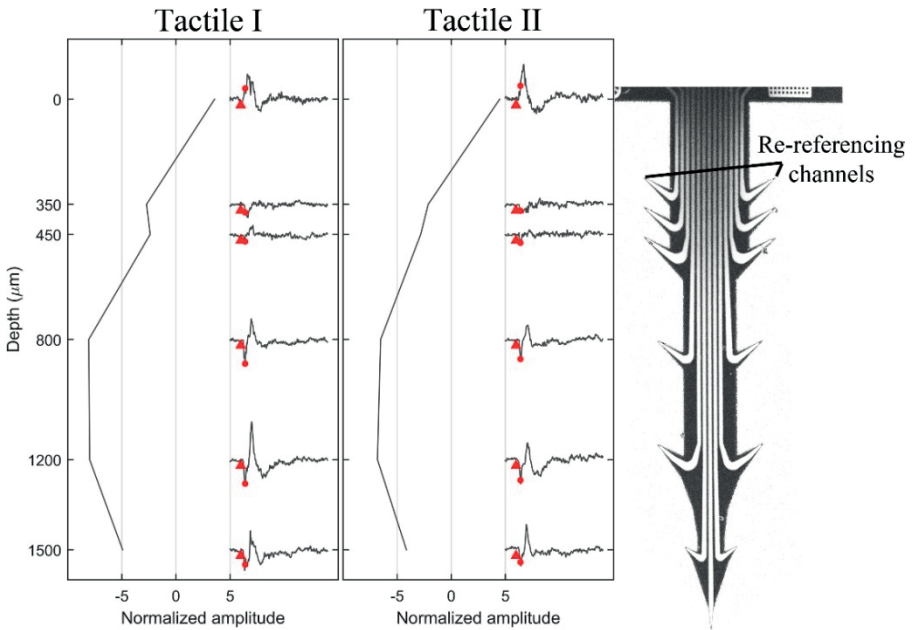 Tactile I
Tactile II
Re-referencing
channels
Depth (μm)
0
350
450
800
1200
1500
-5
0
5
Normalized amplitude
-5
0
5
Normalized amplitude